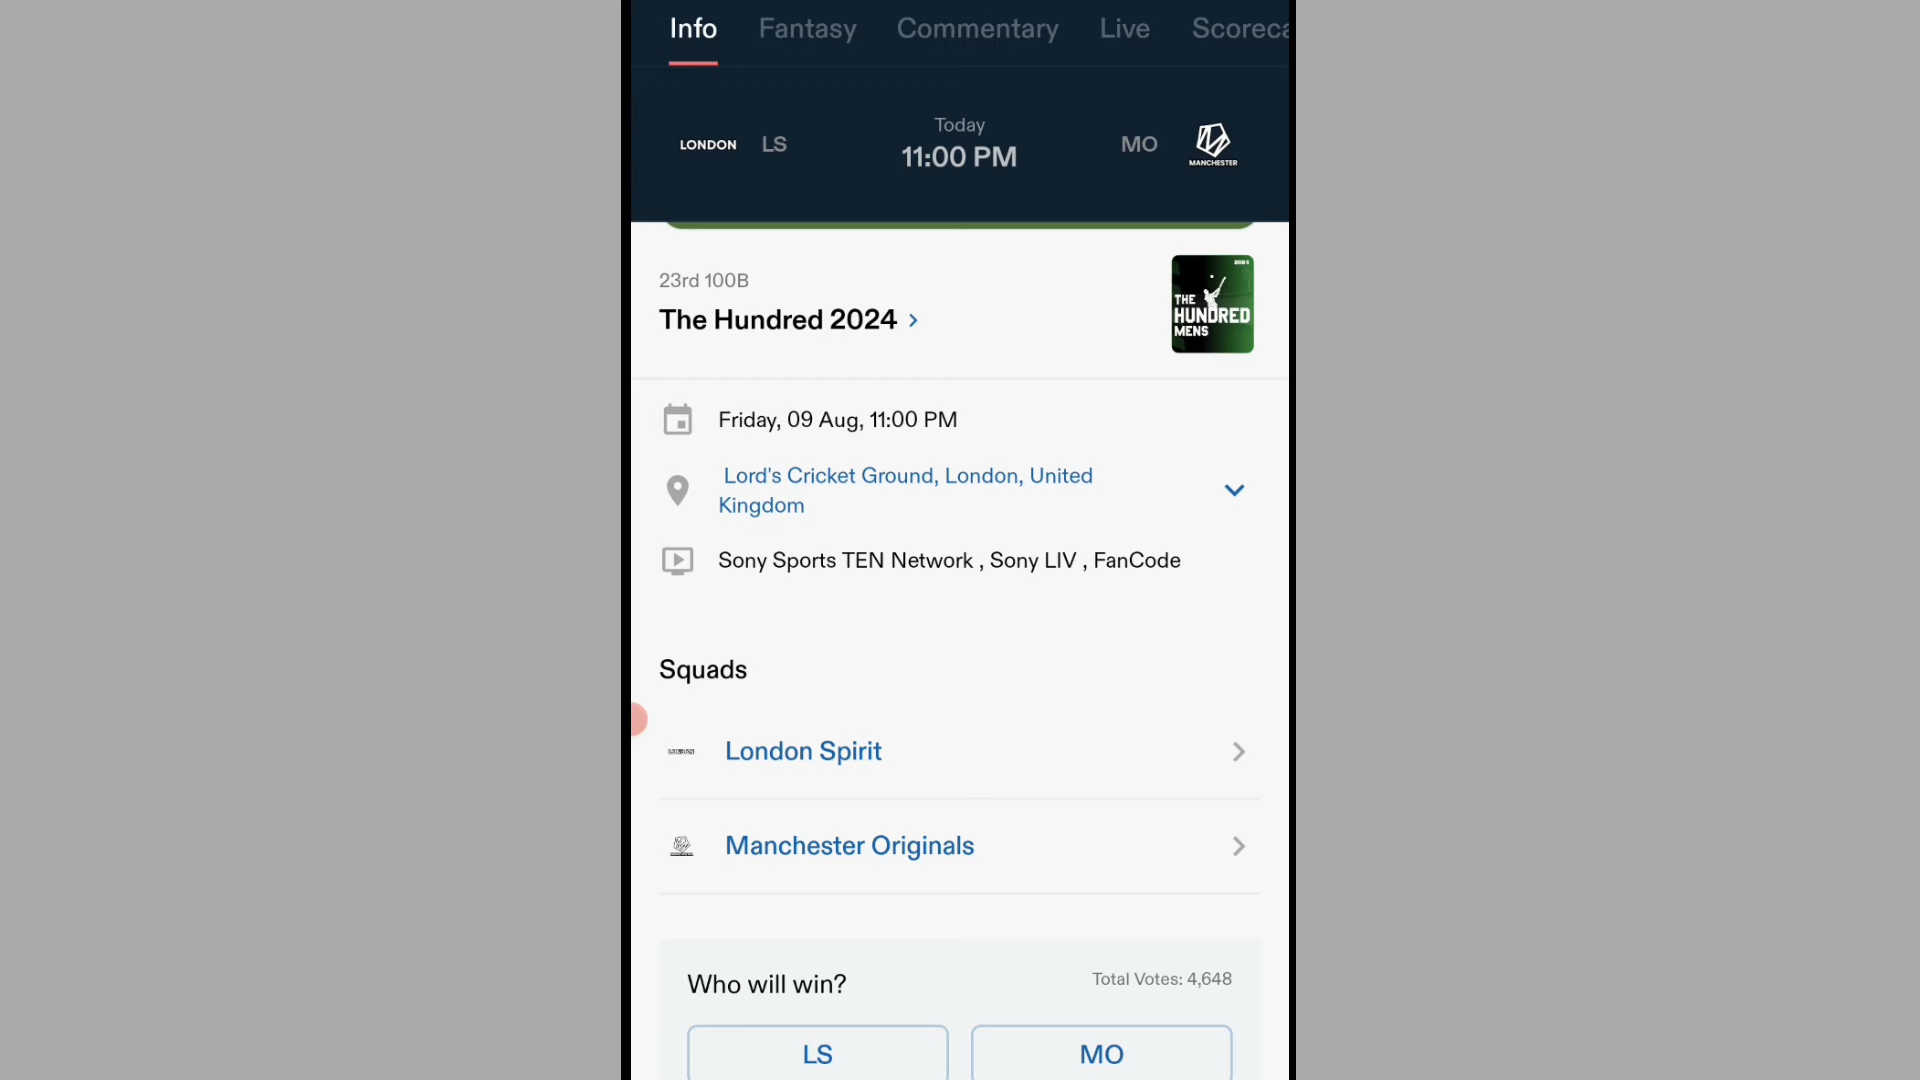 Info Fantasy Commentary Live Scoreca
Today
LONDON LS 11:00 PM MO
MANCHESTER
23rd 100B
The Hundred 2024
THE
HUNDRED
MENS
Friday, 09 Aug, 11:00 PM
Lord's Cricket Ground, London, United
Kingdom
Sony Sports TEN Network , Sony LIV , FanCode
Squads
London Spirit
Manchester Originals
Who will win? Total Votes: 4,648
LS MO